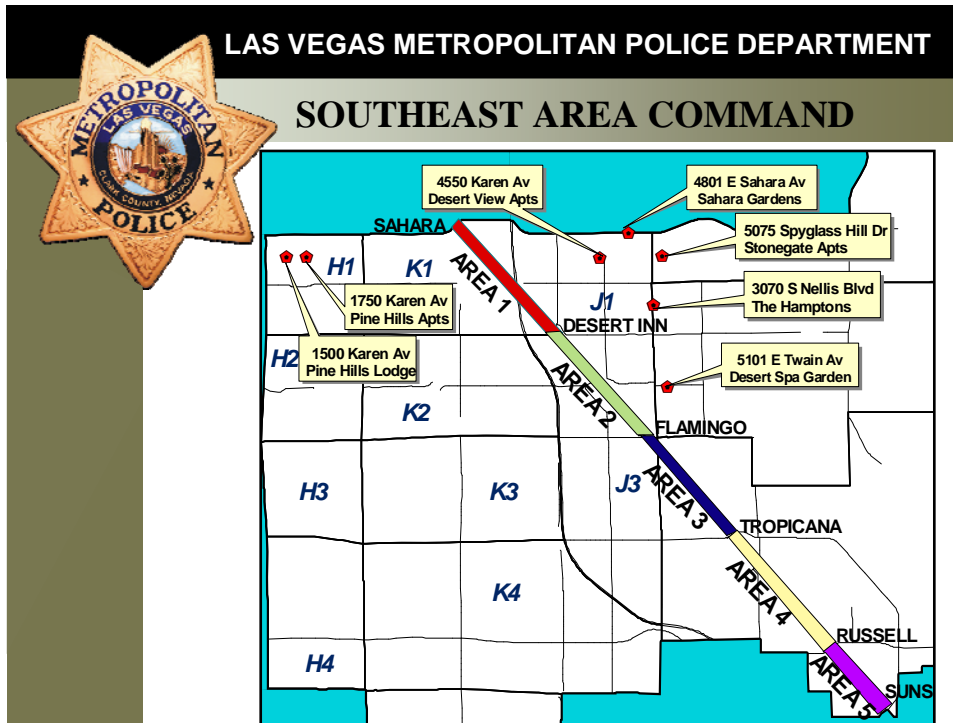 LAS VEGAS METROPOLITAN POLICE DEPARTMENT
SOUTHEAST AREA COMMAND
METROPOLITAN
LAS VEGAS
CLARK COUNTY, NEVADA
POLICE
4550 Karen Av
Desert View Apts
4801 E Sahara Av
Sahara Gardens
SAHARA
5075 Spyglass Hill Dr
Stonegate Apts
H1
K1
AREA 1
J1
3070 S Nellis Blvd
The Hamptons
1750 Karen Av
Pine Hills Apts
DESERT INN
H2
1500 Karen Av
Pine Hills Lodge
5101 E Twain Av
Desert Spa Garden
AREA 2
K2
FLAMINGO
H3
K3
J3
AREA 3
TROPICANA
K4
AREA 4
RUSSELL
H4
AREA 5
SUNS